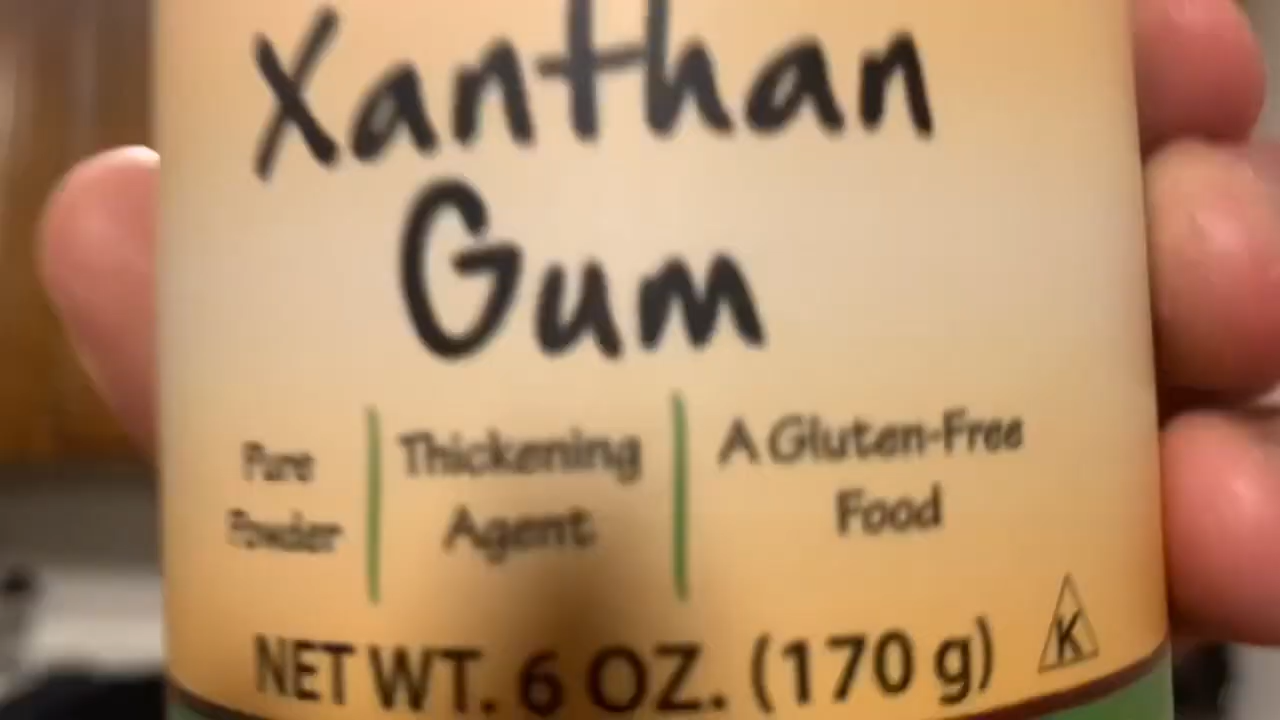 Xanthan
Gum
Pure
Powder
Thickening
Agent
A Gluten-Free
Food
NET WT. 6 OZ. (170 g)
K